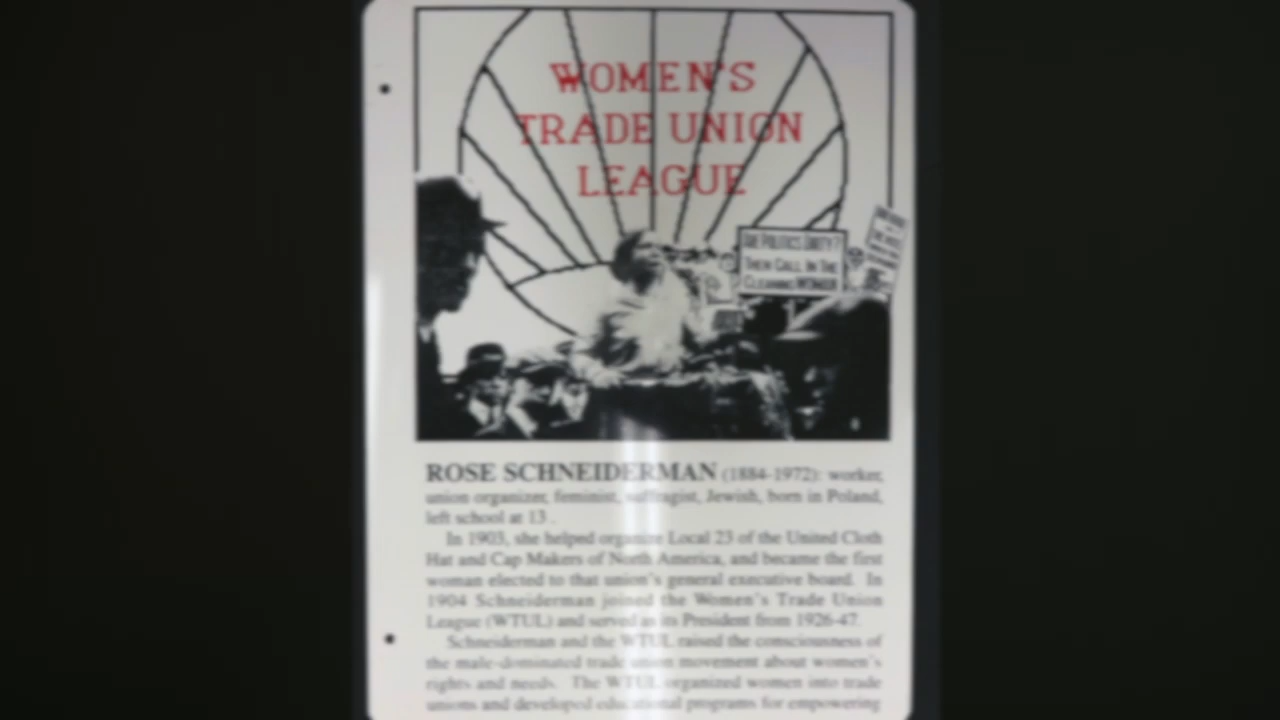 WOMEN'S
TRADE UNION
LEAGUE
POLITICS DIRTY?
THEN CALL IN THE
CLEANING WOMAN
ROSE SCHNEIDERMAN (1884-1972): worker,
union organizer, feminist, suffragist, Jewish, born in Poland,
left school at 13 .
In 1903, she helped organize Local 23 of the United Cloth
Hat and Cap Makers of North America, and became the first
woman elected to that union's general executive board. In
1904 Schneiderman joined the Women's Trade Union
League (WTUL) and served as its President from 1926-47.
Schneiderman and the WTUL raised the consciousness of
the male-dominated trade union movement about women's
rights and needs. The WTUL organized women into trade
unions and developed educational programs for empowering